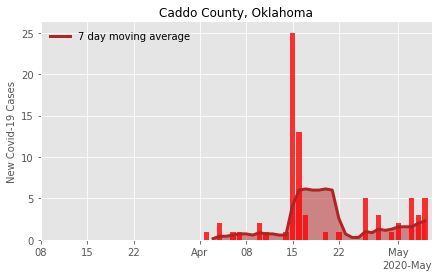 Caddo County, Oklahoma
7 day moving average
New Covid-19 Cases
25
20
15
10
5
0
08 15 22 Apr 08 15 22 May
2020-May